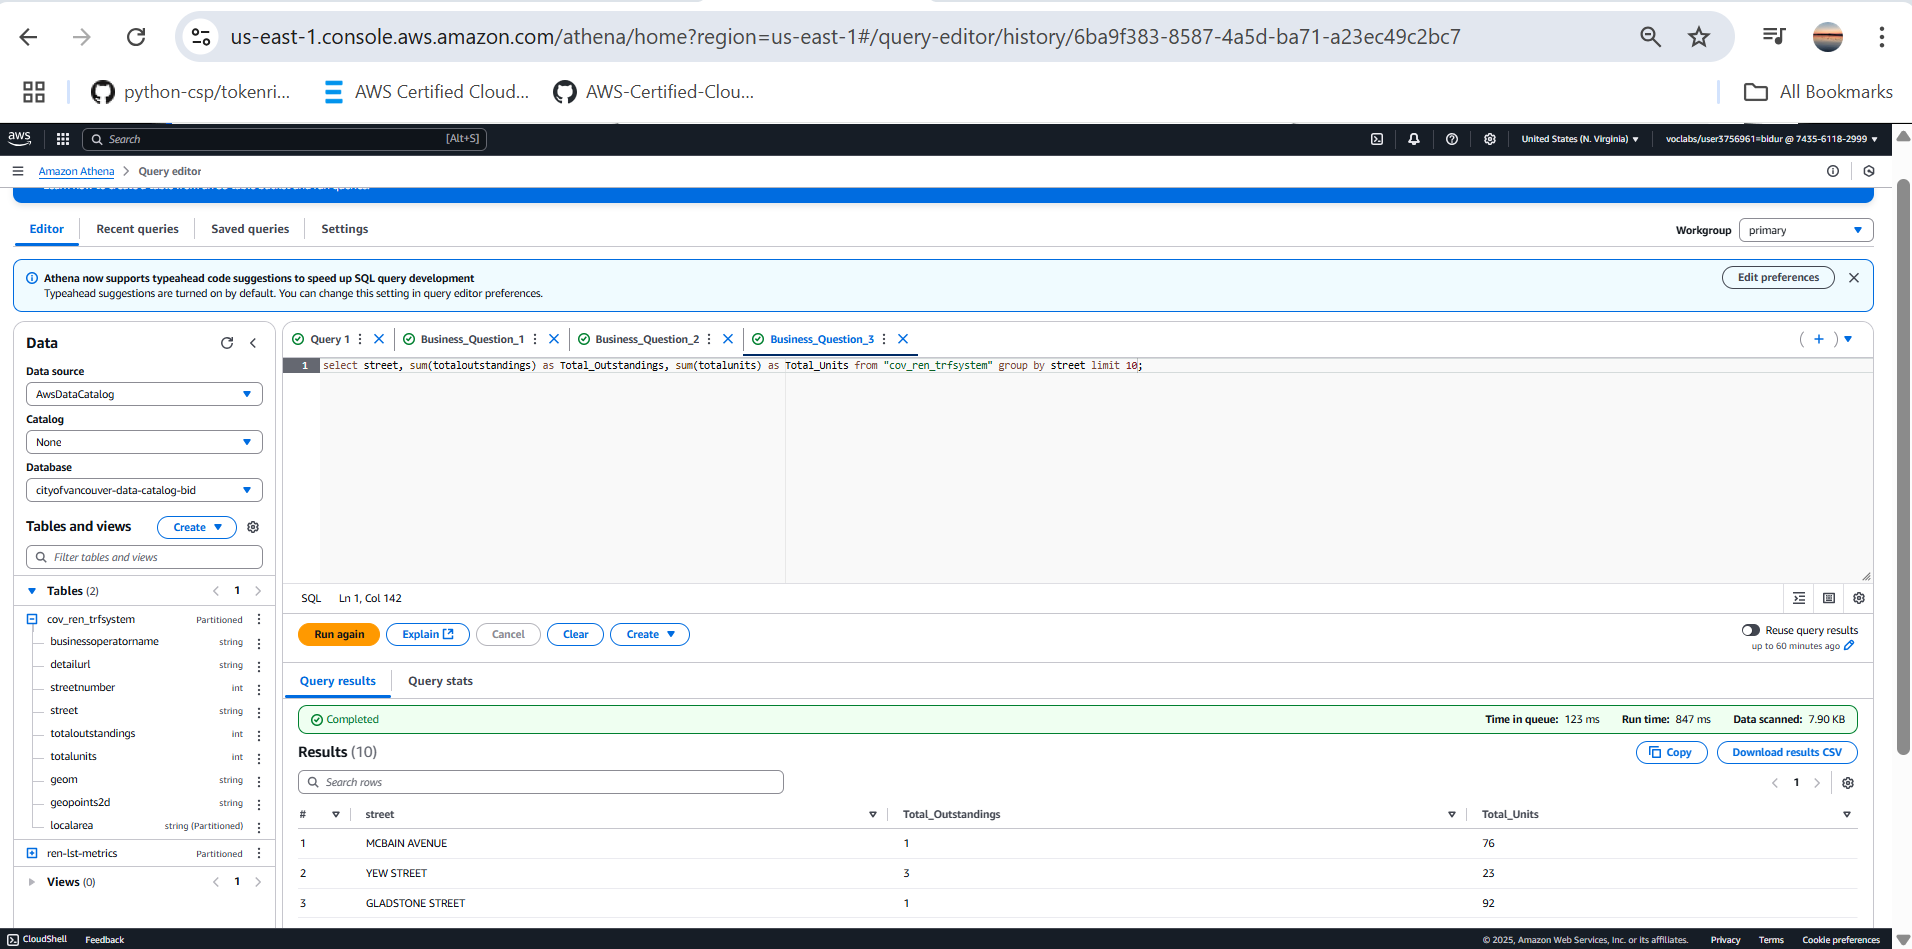 us-east-1.console.aws.amazon.com/athena/home?region=us-east-1#/query-editor/history/6ba9f383-8587-4a5d-ba71-a23ec49c2bc7
python-csp/tokenri... AWS Certified Cloud... AWS-Certified-Clou... All Bookmarks
aws Search [Alt+S] United States (N. Virginia) voclabs/user3756961=bidur @ 7435-6118-2999
Amazon Athena > Query editor
Editor Recent queries Saved queries Settings Workgroup primary
Athena now supports typeahead code suggestions to speed up SQL query development Edit preferences
Typeahead suggestions are turned on by default. You can change this setting in query editor preferences.
Data
Data source
AwsDataCatalog
Catalog
None
Database
cityofvancouver-data-catalog-bid
Tables and views Create
Filter tables and views
Tables (2) 1
cov_ren_trfsystem Partitioned
businessoperatorname string
detailurl string
streetnumber int
street string
totaloutstandings int
totalunits int
geom string
geopoints2d string
localarea string (Partitioned)
ren-lst-metrics Partitioned
Views (0) 1
Query 1 Business_Question_1 Business_Question_2 Business_Question_3
1 select street, sum(totaloutstandings) as Total_Outstandings, sum(totalunits) as Total_Units from "cov_ren_trfsystem" group by street limit 10;
SQL Ln 1, Col 142
Run again Explain Cancel Clear Create Reuse query results
up to 60 minutes ago
Query results Query stats
Completed Time in queue: 123 ms Run time: 847 ms Data scanned: 7.90 KB
Results (10) Copy Download results CSV
Search rows 1
# street Total_Outstandings Total_Units
1 MCBAIN AVENUE 1 76
2 YEW STREET 3 23
3 GLADSTONE STREET 1 92
CloudShell Feedback © 2025, Amazon Web Services, Inc. or its affiliates. Privacy Terms Cookie preferences